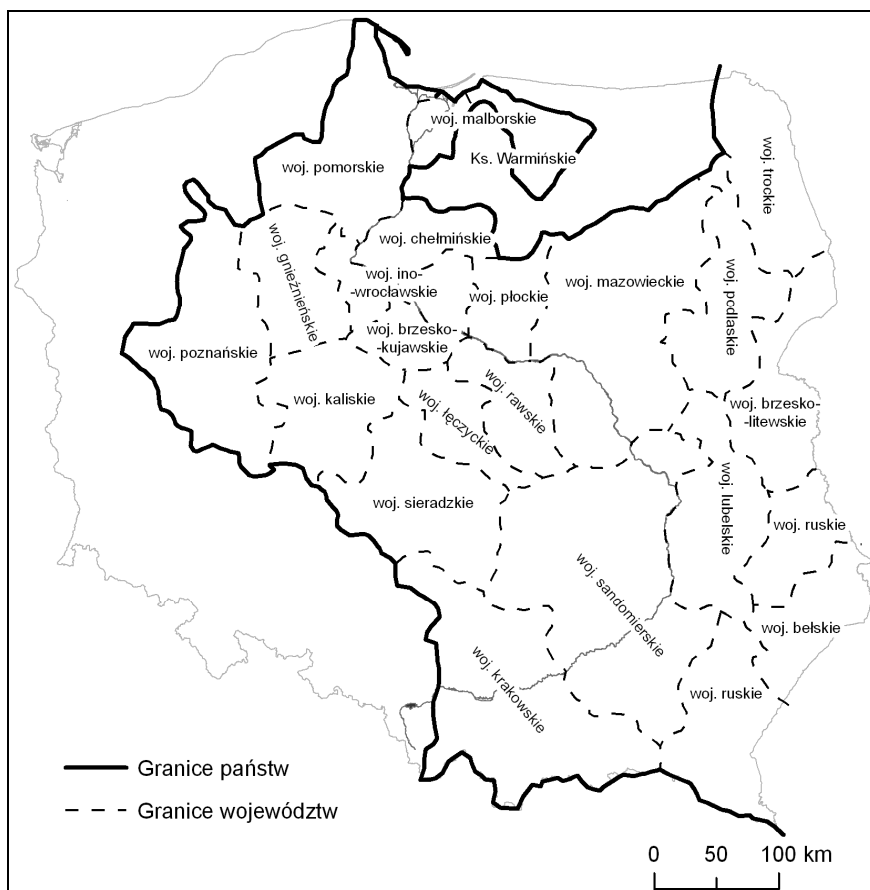 woj. malborskie
Ks. Warmińskie
woj. pomorskie
woj. trockie
woj. chełmińskie
woj. gnieźnieńskie
woj. ino-
-wrocławskie
woj. płockie
woj. mazowieckie
woj. pcdlaskie
woj. brzesko-
-kujawskie
woj. poznańskie
woj. kaliskie
woj. łęczyckie
woj. rawskie
woj. brzesko-
-litewskie
woj. sieradzkie
woj. lubelskie
woj. ruskie
woj. sandomierskie
woj. bełskie
woj. krakowskie
woj. ruskie
Granice państw
Granice województw
0 50 100 km